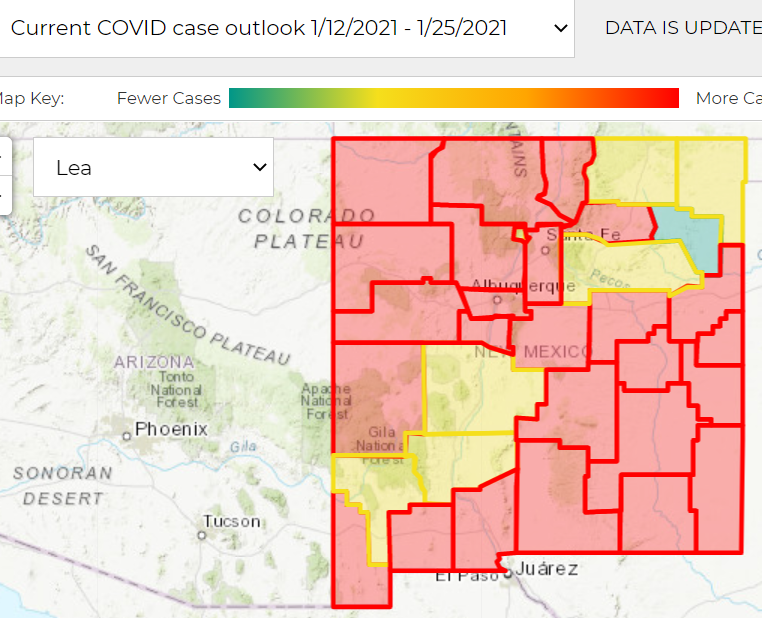 Current COVID case outlook 1/12/2021 - 1/25/2021
DATA IS UPDATE
Map Key:
Fewer Cases
More Ca
Lea
NTAINS
COLORADO
PLATEAU
Santa Fe
SAN FRANCISCO PLATEAU
Pecos
Albuquerque
NEW MEXICO
ARIZONA
Tonto
National
Forest
Apache
National
Forest
Phoenix
Gila
Gila
National
Forest
SONORAN
DESERT
Tucson
El Paso
Juárez